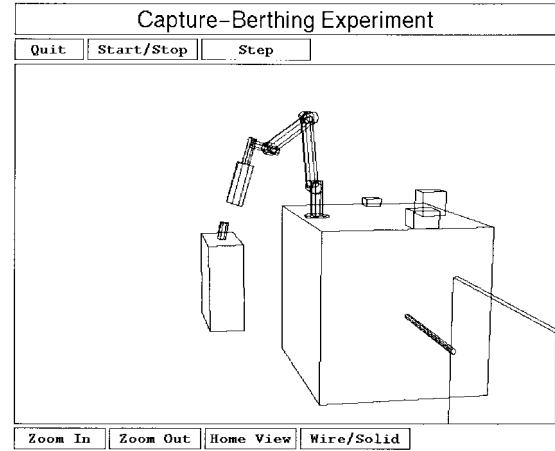 Capture-Berthing Experiment
Quit Start/Stop Step
Zoom In Zoom Out Home View Wire/Solid